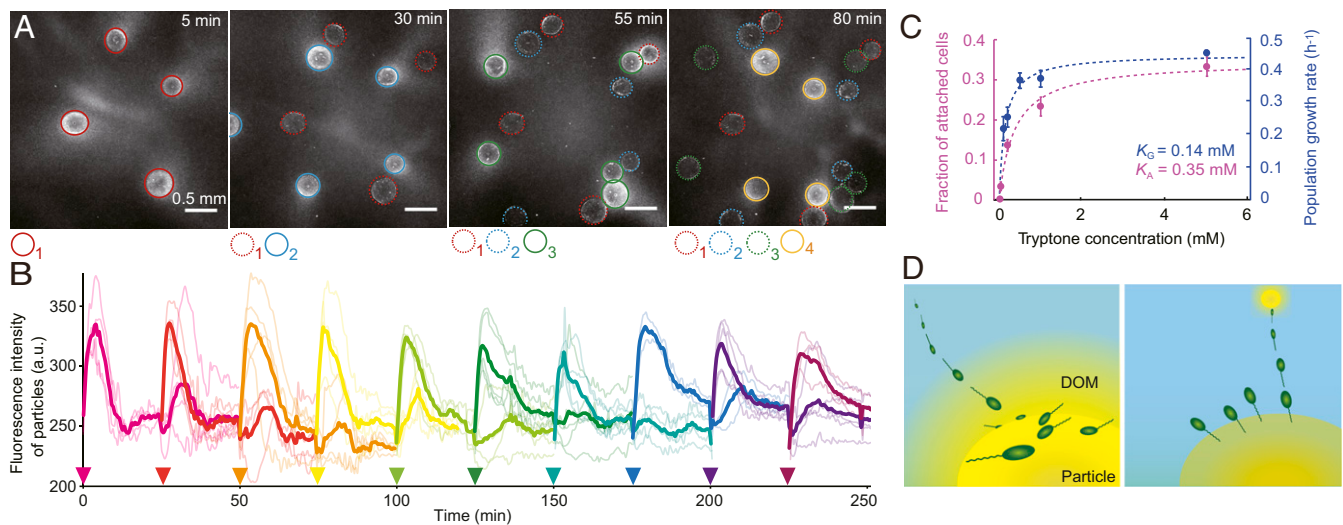 A
5 min
30 min
55 min
80 min
0.5 mm
1
1 2
1 2 3
1 2 3 4
B
Fluorescence intensity
of particles (a.u.)
350
300
250
200
0 50 100 150 200 250
Time (min)
C
Fraction of attached cells
0.4
0.3
0.2
0.1
0
Population growth rate (h-1)
0.5
0.4
0.3
0.2
0.1
0
KG = 0.14 mM
KA = 0.35 mM
0 2 4 6
Tryptone concentration (mM)
D
DOM
Particle